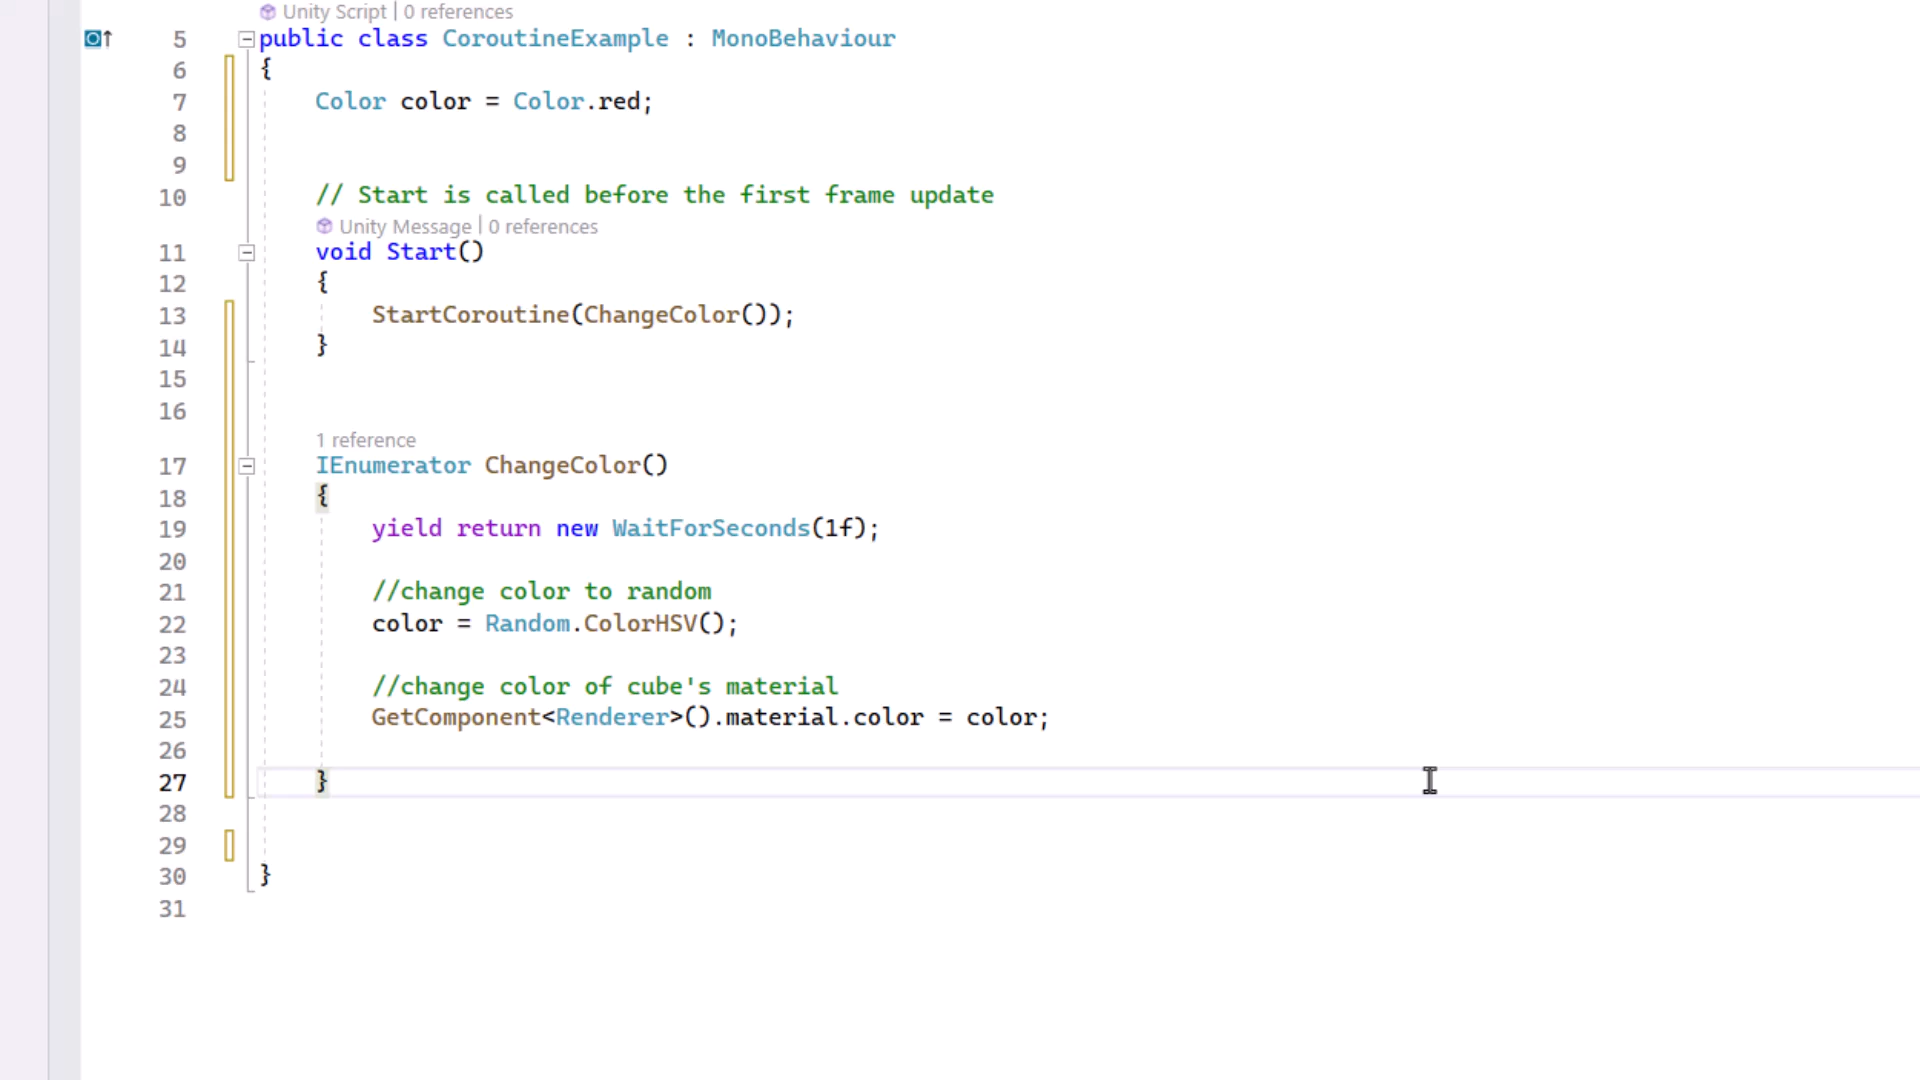 Unity Script | 0 references
5 public class CoroutineExample : MonoBehaviour
6 {
7 Color color = Color.red;
8
9
10 // Start is called before the first frame update
Unity Message | 0 references
11 void Start()
12 {
13 StartCoroutine(ChangeColor());
14 }
15
16
1 reference
17 IEnumerator ChangeColor()
18 {
19 yield return new WaitForSeconds(1f);
20
21 //change color to random
22 color = Random.ColorHSV();
23
24 //change color of cube's material
25 GetComponent<Renderer>().material.color = color;
26
27 }
28
29
30 }
31